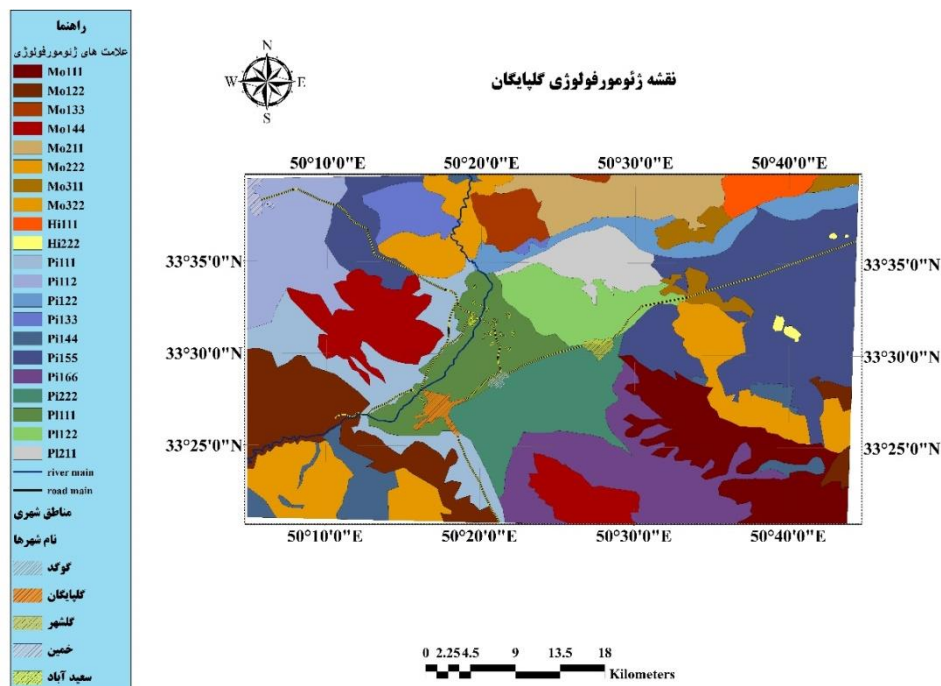 راهنما
علامت های ژئومورفولوژی
Mo111
Mo122
Mo133
Mo144
Mo211
Mo222
Mo311
Mo322
Hi111
Hi222
Pi111
Pi112
Pi122
Pi133
Pi144
Pi155
Pi166
Pi222
Pl111
Pl122
Pl211
river main
road main
مناطق شهری
نام شهرها
گوگد
گلپایگان
گلشهر
خمین
سعید آباد
N
W E
S
نقشه ژئومورفولوژی گلپایگان
50°10'0"E 50°20'0"E 50°30'0"E 50°40'0"E
33°35'0"N 33°35'0"N
33°30'0"N 33°30'0"N
33°25'0"N 33°25'0"N
50°10'0"E 50°20'0"E 50°30'0"E 50°40'0"E
0 2.25 4.5 9 13.5 18
Kilometers